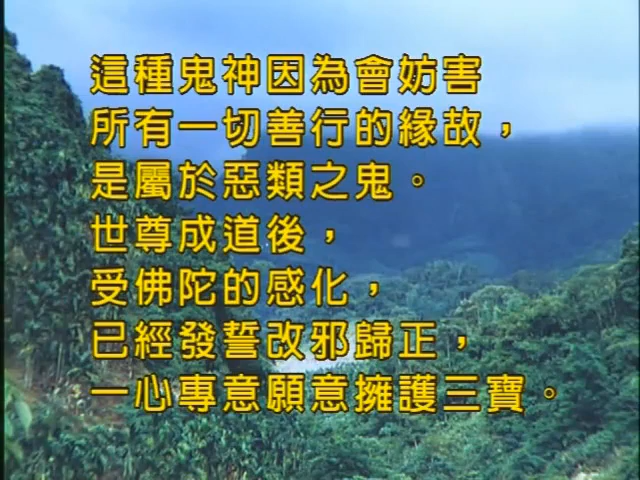 這種鬼神因為會妨害
所有一切善行的緣故，
是屬於惡類之鬼。
世尊成道後，
受佛陀的感化，
已經發誓改邪歸正，
一心專意願意擁護三寶。